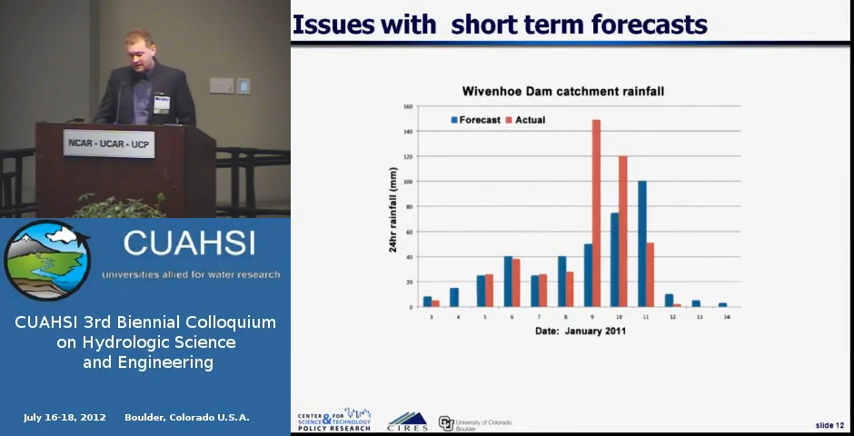 Issues with short term forecasts
NCAR · UCAR · UCP
CUAHSI
universities allied for water research
CUAHSI 3rd Biennial Colloquium
on Hydrologic Science
and Engineering
July 16-18, 2012 Boulder, Colorado U.S.A.
Wivenhoe Dam catchment rainfall
Forecast Actual
24hr rainfall (mm)
160
140
120
100
80
60
40
20
0
3 4 5 6 7 8 9 10 11 12 13 14
Date: January 2011
CENTER FOR
SCIENCE & TECHNOLOGY
POLICY RESEARCH
CIRES
CU
University of Colorado
Boulder
slide 12